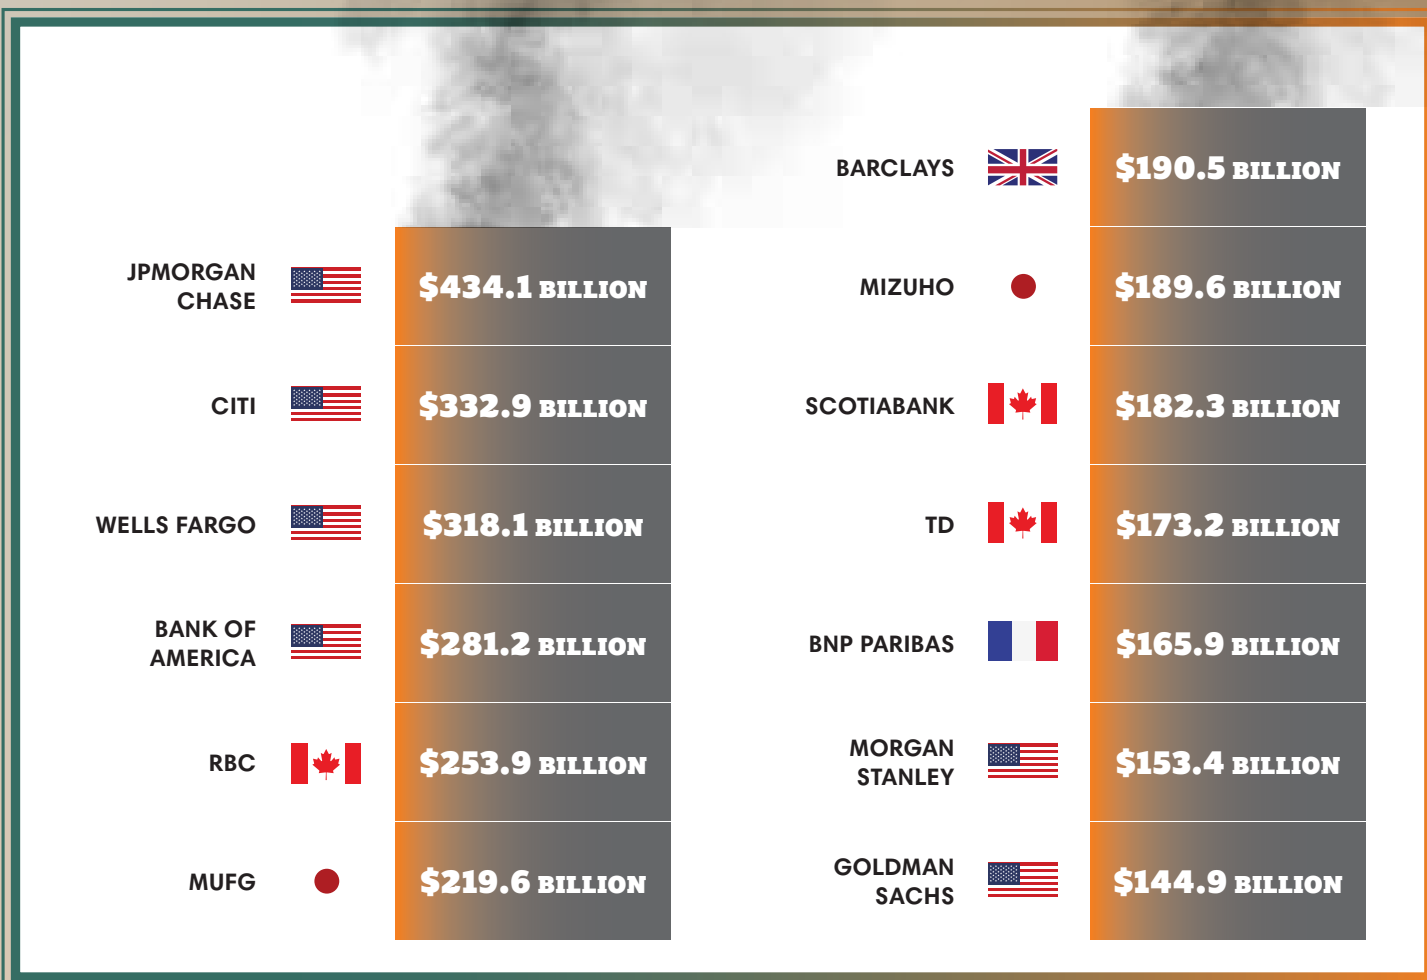 JPMORGAN
CHASE
$434.1 BILLION
CITI
$332.9 BILLION
WELLS FARGO
$318.1 BILLION
BANK OF
AMERICA
$281.2 BILLION
RBC
$253.9 BILLION
MUFG
$219.6 BILLION
BARCLAYS
$190.5 BILLION
MIZUHO
$189.6 BILLION
SCOTIABANK
$182.3 BILLION
TD
$173.2 BILLION
BNP PARIBAS
$165.9 BILLION
MORGAN
STANLEY
$153.4 BILLION
GOLDMAN
SACHS
$144.9 BILLION